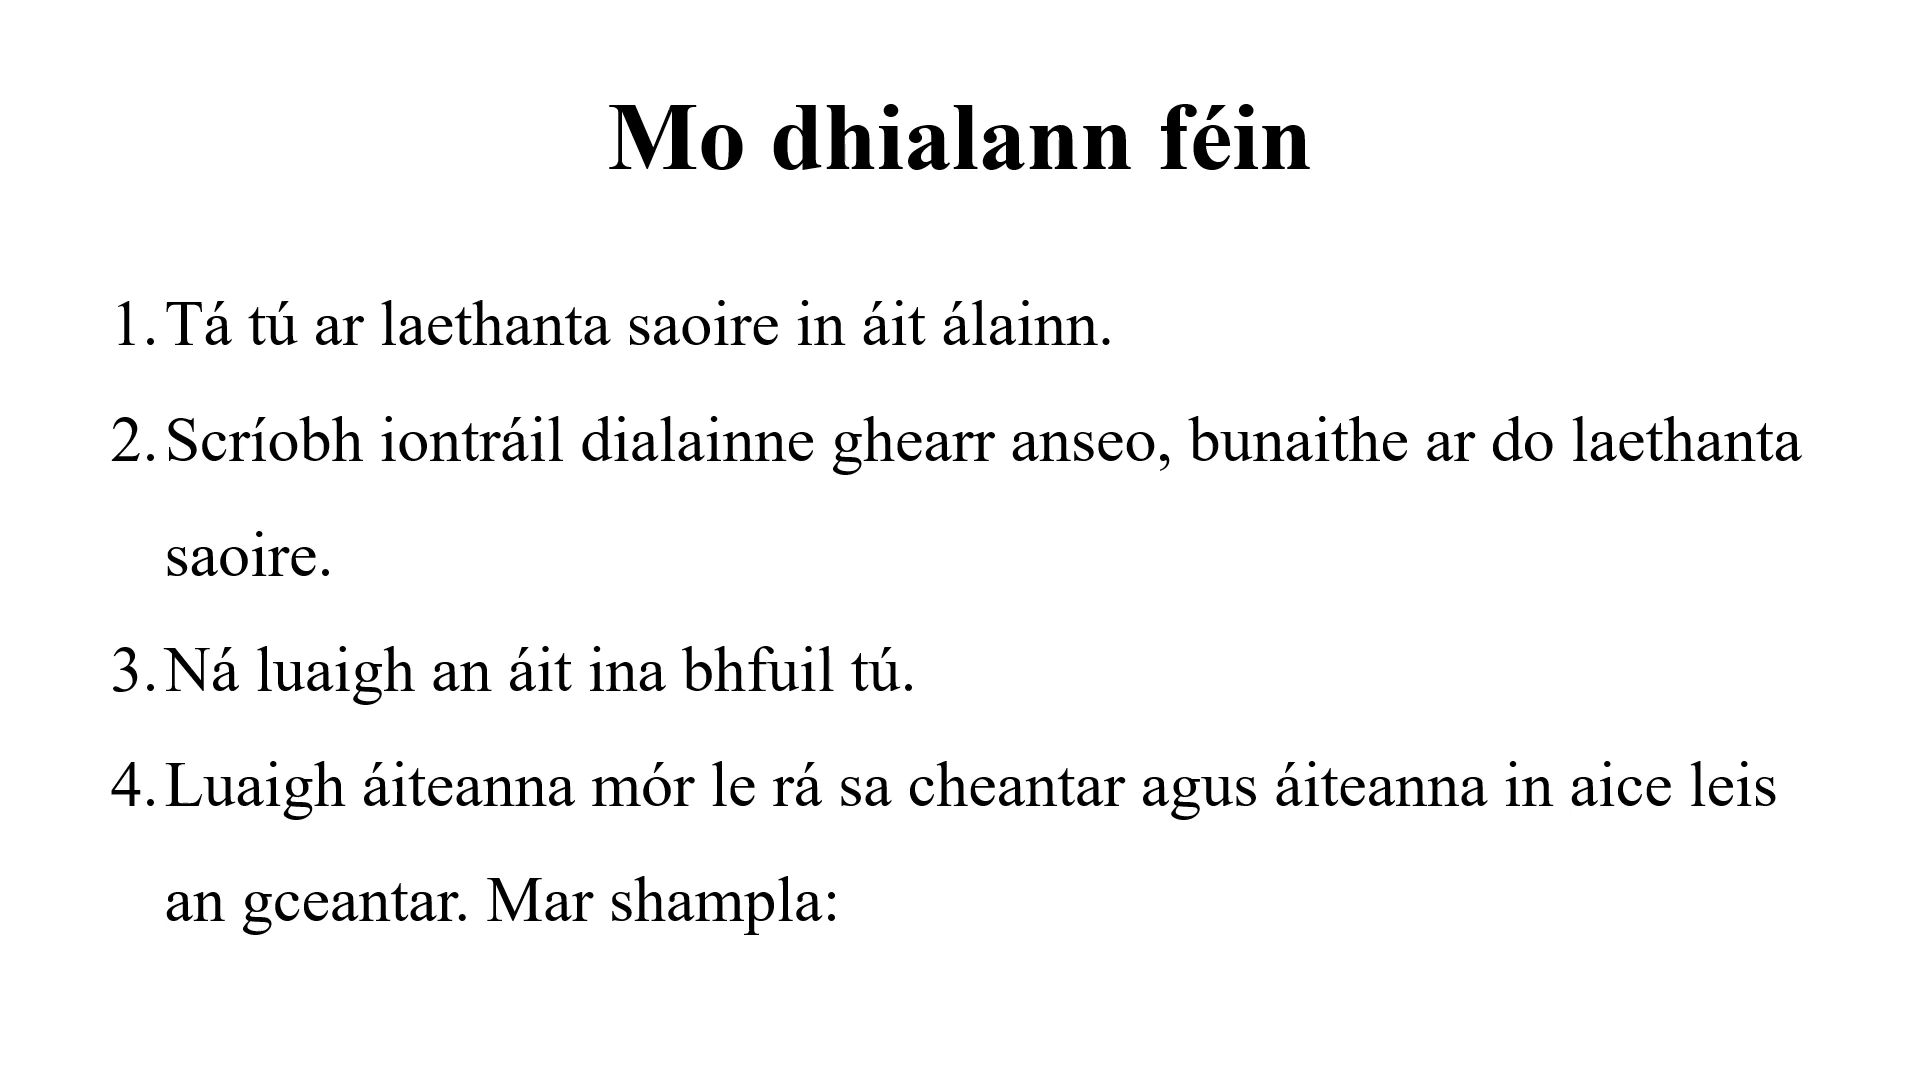 Mo dhialann féin
1. Tá tú ar laethanta saoire in áit álainn.
2. Scríobh iontráil dialainne ghearr anseo, bunaithe ar do laethanta
saoire.
3. Ná luaigh an áit ina bhfuil tú.
4. Luaigh áiteanna mór le rá sa cheantar agus áiteanna in aice leis
an gceantar. Mar shampla: